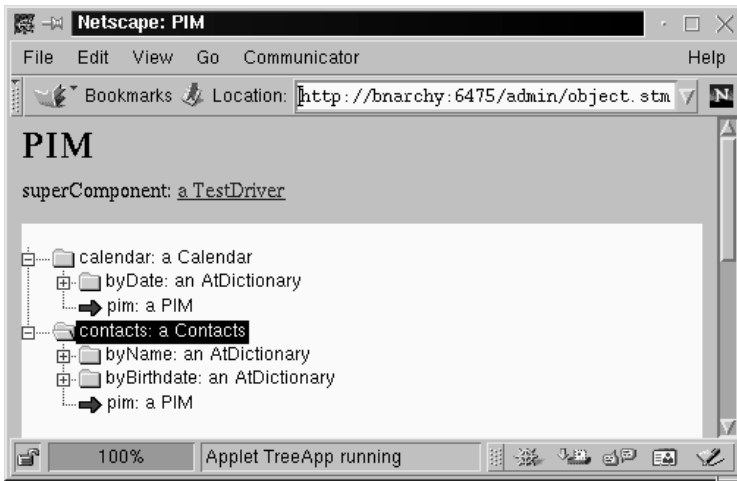 Netscape: PIM
File Edit View Go Communicator Help
Bookmarks Location: http://bnarchy:6475/admin/object.stm N
PIM
superComponent: a TestDriver
calendar: a Calendar
byDate: an AtDictionary
pim: a PIM
contacts: a Contacts
byName: an AtDictionary
byBirthdate: an AtDictionary
pim: a PIM
100% Applet TreeApp running